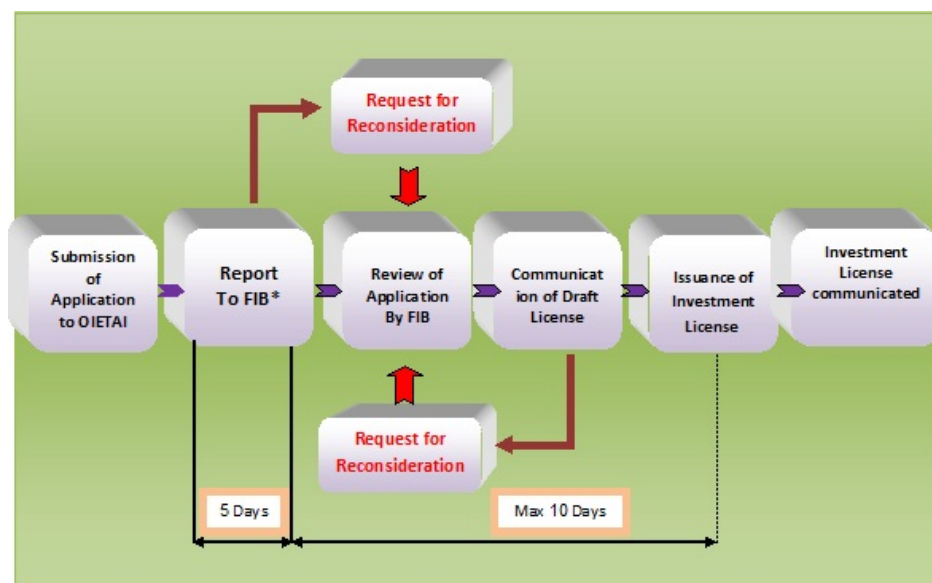 Request for
Reconsideration
Submission
of
Application
to OIETAI
Report
To FIB*
Review of
Application
By FIB
Communicat
ion of Draft
License
Issuance of
Investment
License
Investment
License
communicated
Request for
Reconsideration
5 Days
Max 10 Days